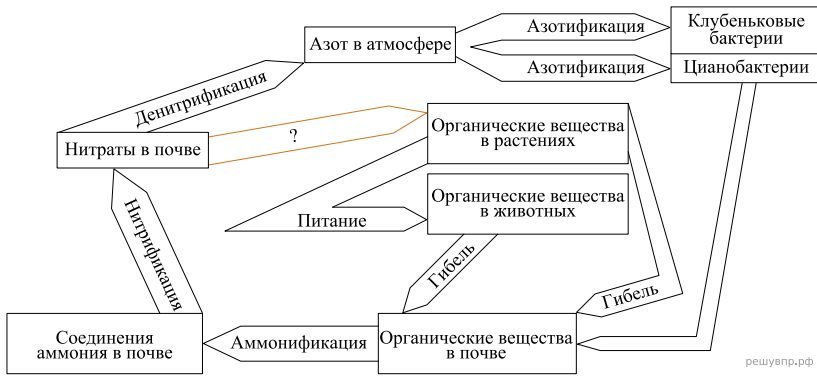 Азот в атмосфере
Азотификация
Клубеньковые
бактерии
Азотификация
Цианобактерии
Денитрификация
Нитраты в почве
?
Органические вещества
в растениях
Питание
Органические вещества
в животных
Нитрификация
Гибель
Гибель
Соединения
аммония в почве
Аммонификация
Органические вещества
в почве
решувпр.рф